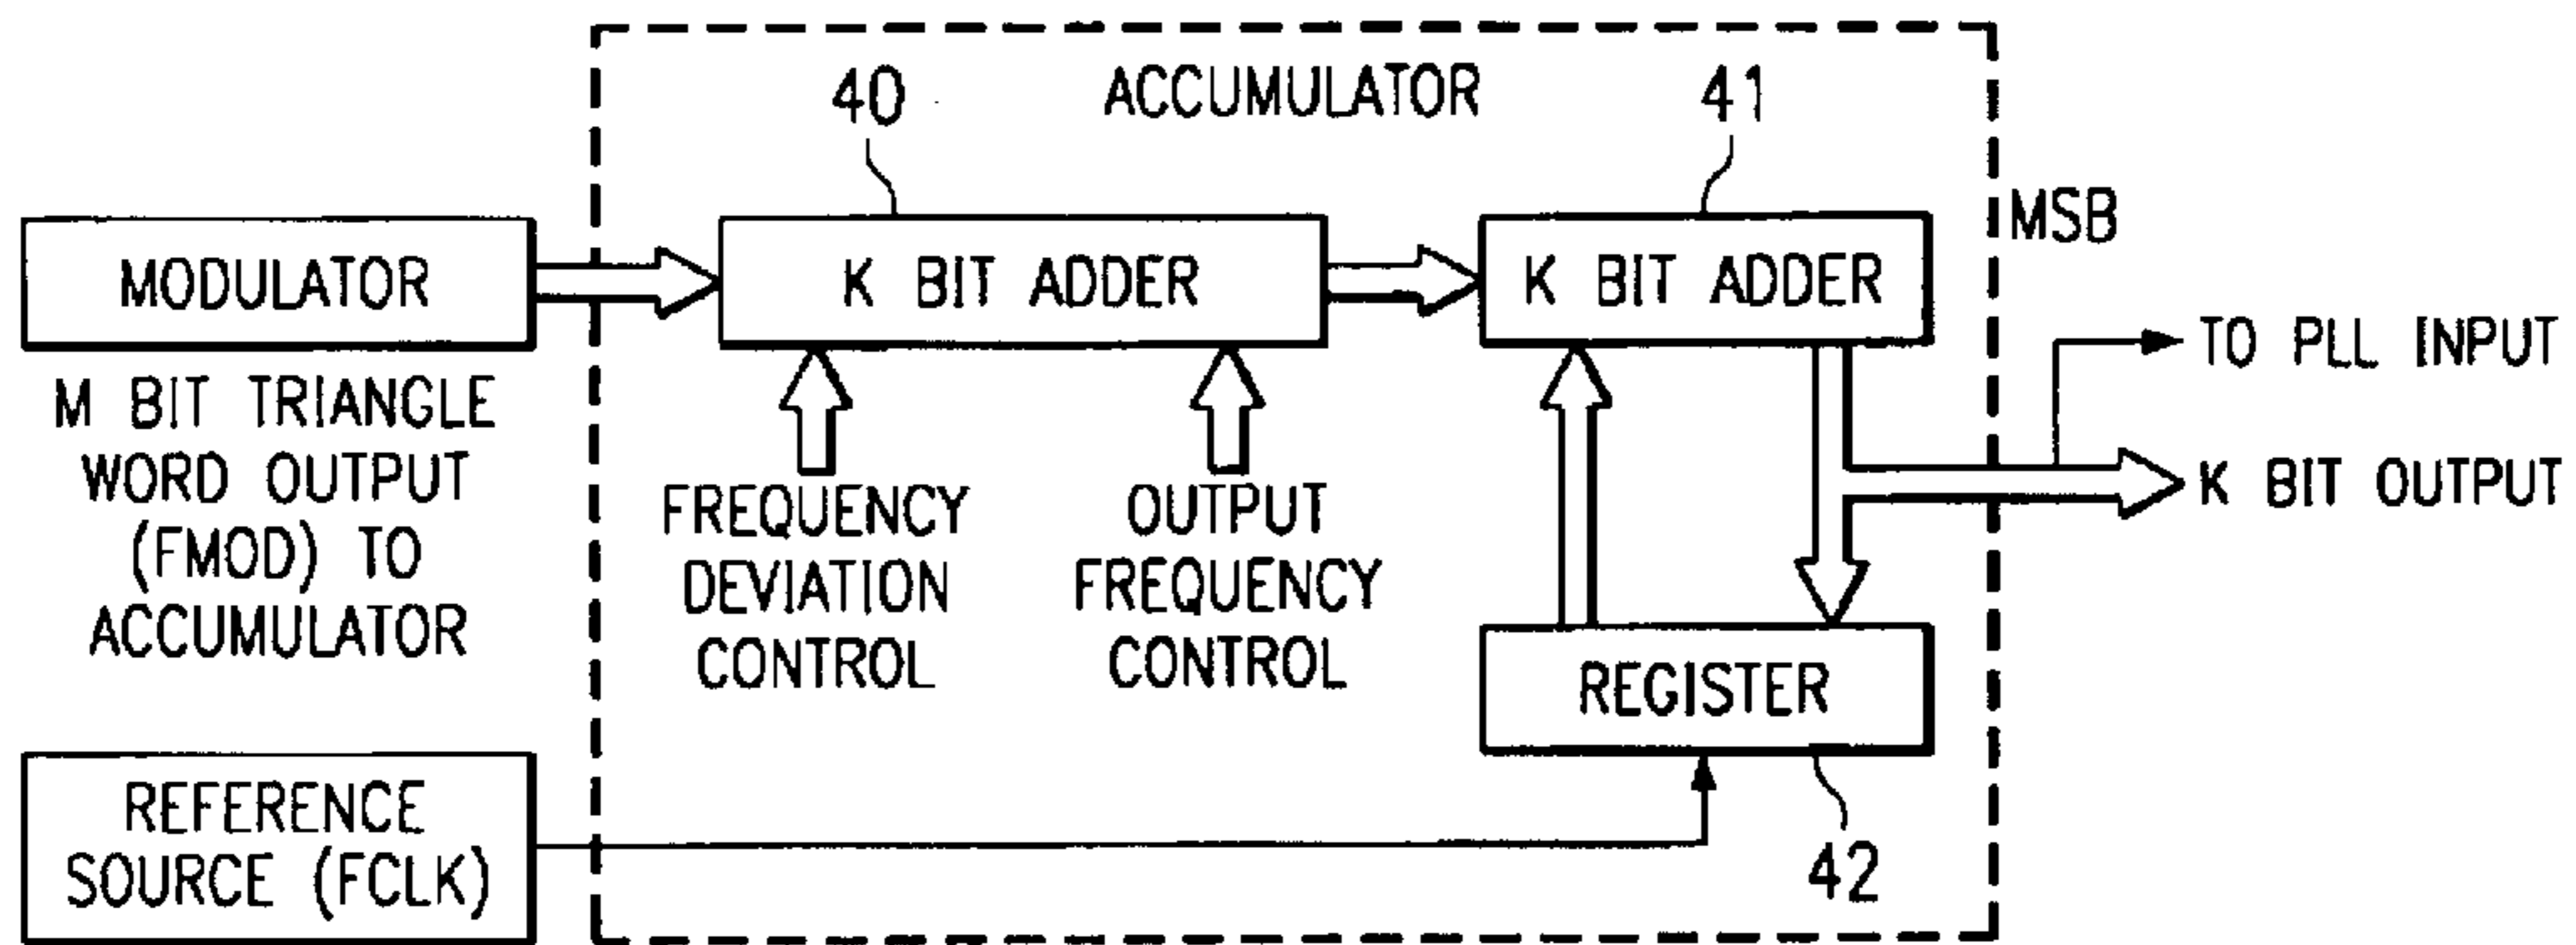 ACCUMULATOR
40
41
MSB
MODULATOR
K BIT ADDER
K BIT ADDER
M BIT TRIANGLE
WORD OUTPUT
(FMOD) TO
ACCUMULATOR
FREQUENCY
DEVIATION
CONTROL
OUTPUT
FREQUENCY
CONTROL
TO PLL INPUT
K BIT OUTPUT
REGISTER
42
REFERENCE
SOURCE (FCLK)